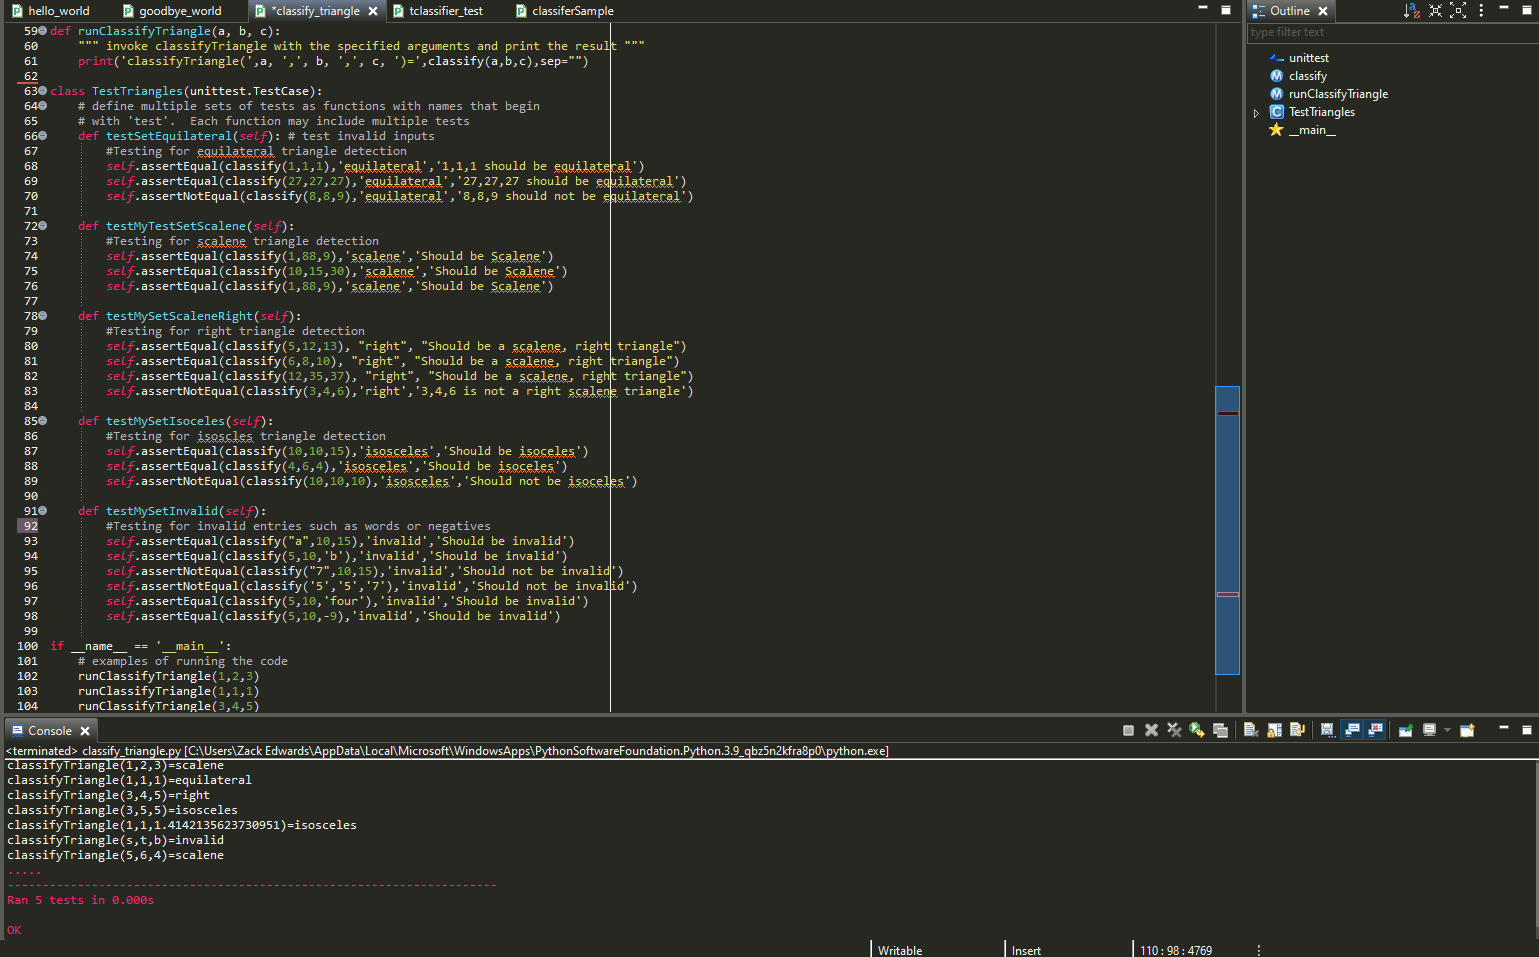 hello_world goodbye_world *classify_triangle tclassifier_test classiferSample
59 def runClassifyTriangle(a, b, c):
60 """ invoke classifyTriangle with the specified arguments and print the result """
61 print('classifyTriangle(',a, ',', b, ',', c, ')=',classify(a,b,c),sep="")
62
63 class TestTriangles(unittest.TestCase):
64 # define multiple sets of tests as functions with names that begin
65 # with 'test'.  Each function may include multiple tests
66 def testSetEquilateral(self): # test invalid inputs
67 #Testing for equilateral triangle detection
68 self.assertEqual(classify(1,1,1),'equilateral','1,1,1 should be equilateral')
69 self.assertEqual(classify(27,27,27),'equilateral','27,27,27 should be equilateral')
70 self.assertNotEqual(classify(8,8,9),'equilateral','8,8,9 should not be equilateral')
71
72 def testMyTestSetScalene(self):
73 #Testing for scalene triangle detection
74 self.assertEqual(classify(1,88,9),'scalene','Should be Scalene')
75 self.assertEqual(classify(10,15,30),'scalene','Should be Scalene')
76 self.assertEqual(classify(1,88,9),'scalene','Should be Scalene')
77
78 def testMySetScaleneRight(self):
79 #Testing for right triangle detection
80 self.assertEqual(classify(5,12,13), "right", "Should be a scalene, right triangle")
81 self.assertEqual(classify(6,8,10), "right", "Should be a scalene, right triangle")
82 self.assertEqual(classify(12,35,37), "right", "Should be a scalene, right triangle")
83 self.assertNotEqual(classify(3,4,6),'right','3,4,6 is not a right scalene triangle')
84
85 def testMySetIsoceles(self):
86 #Testing for isoscles triangle detection
87 self.assertEqual(classify(10,10,15),'isosceles','Should be isoceles')
88 self.assertEqual(classify(4,6,4),'isosceles','Should be isoceles')
89 self.assertNotEqual(classify(10,10,10),'isosceles','Should not be isoceles')
90
91 def testMySetInvalid(self):
92 #Testing for invalid entries such as words or negatives
93 self.assertEqual(classify("a",10,15),'invalid','Should be invalid')
94 self.assertEqual(classify(5,10,'b'),'invalid','Should be invalid')
95 self.assertNotEqual(classify("7",10,15),'invalid','Should not be invalid')
96 self.assertNotEqual(classify('5','5','7'),'invalid','Should not be invalid')
97 self.assertEqual(classify(5,10,'four'),'invalid','Should be invalid')
98 self.assertEqual(classify(5,10,-9),'invalid','Should be invalid')
99
100 if __name__ == '__main__':
101 # examples of running the code
102 runClassifyTriangle(1,2,3)
103 runClassifyTriangle(1,1,1)
104 runClassifyTriangle(3,4,5)
Outline
type filter text
unittest
classify
runClassifyTriangle
TestTriangles
__main__
Console
<terminated> classify_triangle.py [C:\Users\Zack Edwards\AppData\Local\Microsoft\WindowsApps\PythonSoftwareFoundation.Python.3.9_qbz5n2kfra8p0\python.exe]
classifyTriangle(1,2,3)=scalene
classifyTriangle(1,1,1)=equilateral
classifyTriangle(3,4,5)=right
classifyTriangle(3,5,5)=isosceles
classifyTriangle(1,1,1.4142135623730951)=isosceles
classifyTriangle(s,t,b)=invalid
classifyTriangle(5,6,4)=scalene
.....
----------------------------------------------------------------------
Ran 5 tests in 0.000s
OK
Writable Insert 110 : 98 : 4769